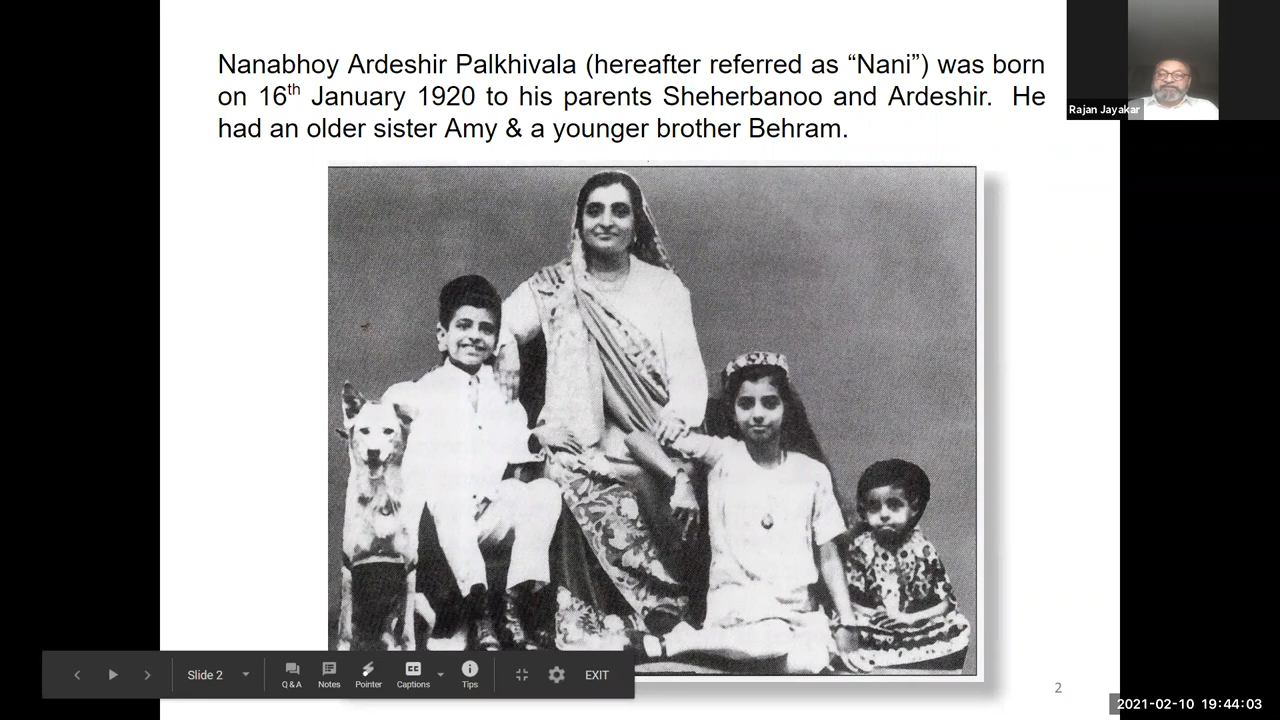 Nanabhoy Ardeshir Palkhivala (hereafter referred as “Nani”) was born
on 16th January 1920 to his parents Sheherbanoo and Ardeshir. He
had an older sister Amy & a younger brother Behram.
Rajan Jayakar
Slide 2
Q & A
Notes
Pointer
CC
Captions
Tips
EXIT
2
2021-02-10 19:44:03